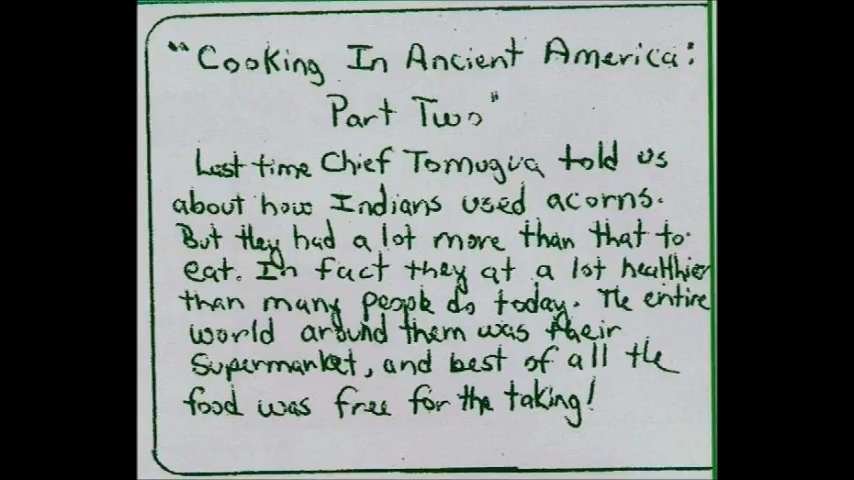 "Cooking In Ancient America:
Part Two"
Last time Chief Tomugua told us
about how Indians used acorns.
But they had a lot more than that to
eat. In fact they at a lot healthier
than many people do today. The entire
world around them was their
supermarket, and best of all the
food was free for the taking!